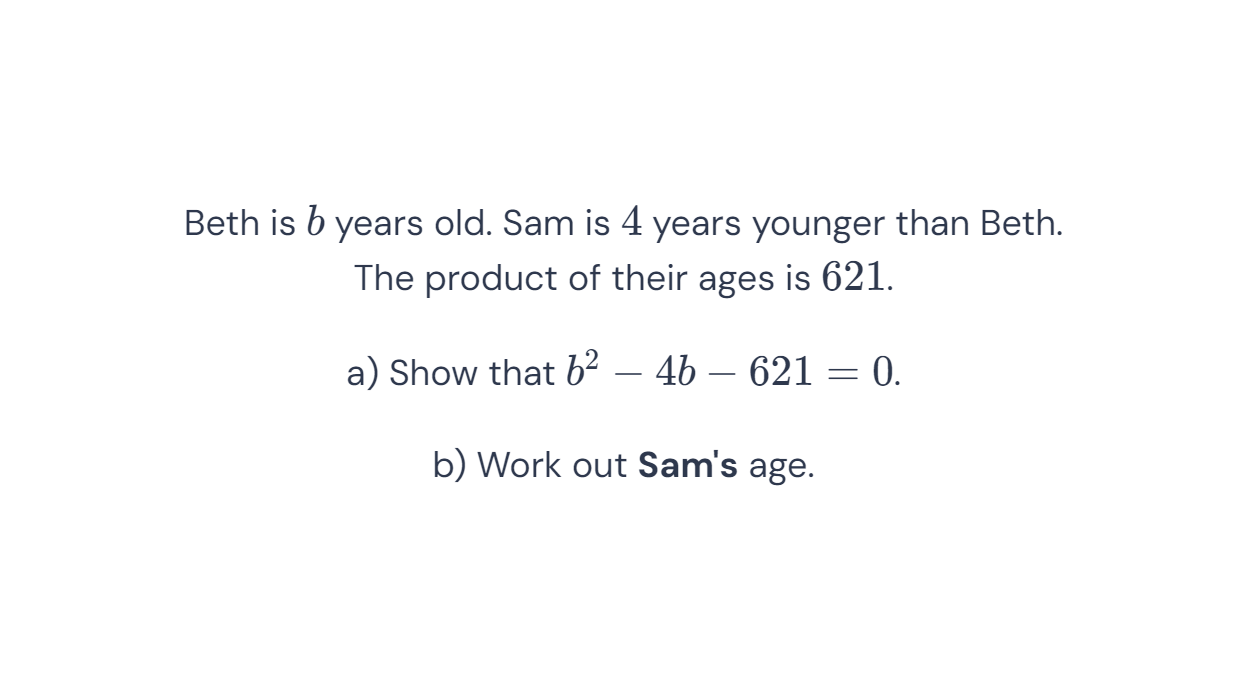 Beth is b years old. Sam is 4 years younger than Beth.
The product of their ages is 621.
a) Show that b² − 4b − 621 = 0.
b) Work out Sam's age.